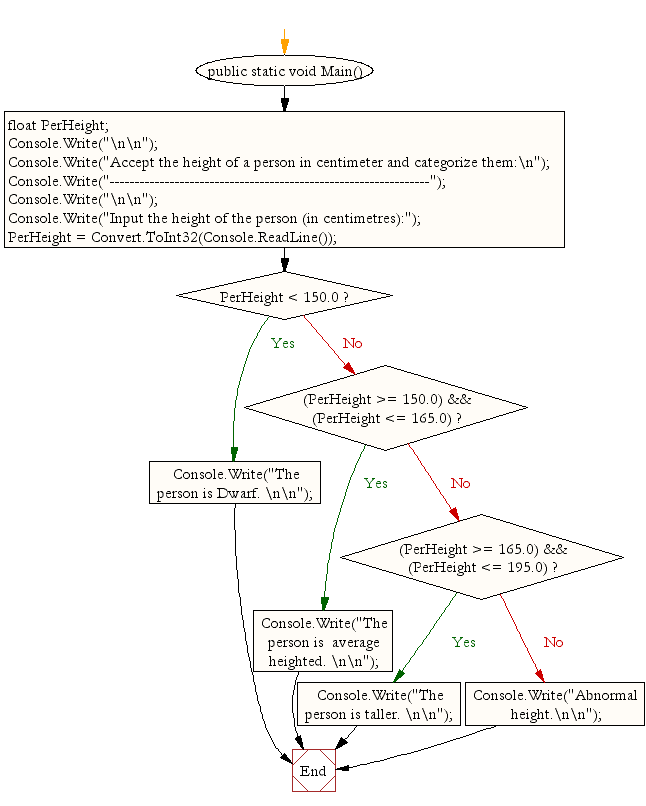 public static void Main()
float PerHeight;
Console.Write("\n\n");
Console.Write("Accept the height of a person in centimeter and categorize them:\n");
Console.Write("----------------------------------------------------------------");
Console.Write("\n\n");
Console.Write("Input the height of the person (in centimetres):");
PerHeight = Convert.ToInt32(Console.ReadLine());
PerHeight < 150.0 ?
Yes
No
(PerHeight >= 150.0) &&
(PerHeight <= 165.0) ?
Console.Write("The
person is Dwarf. \n\n");
Yes
No
(PerHeight >= 165.0) &&
(PerHeight <= 195.0) ?
Console.Write("The
person is  average
heighted. \n\n");
Yes
No
Console.Write("The
person is taller. \n\n");
Console.Write("Abnormal
height.\n\n");
End